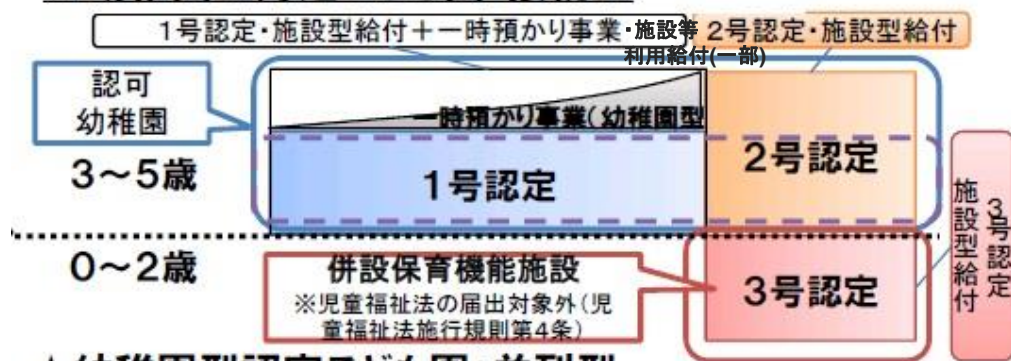 1号認定・施設型給付+一時預かり事業・施設等
利用給付(一部)
2号認定・施設型給付
認可
幼稚園
一時預かり事業(幼稚園型
3~5歳
1号認定
2号認定
0~2歳
併設保育機能施設
※児童福祉法の届出対象外(児
童福祉法施行規則第4条)
3号認定
3号認定
施設型給付